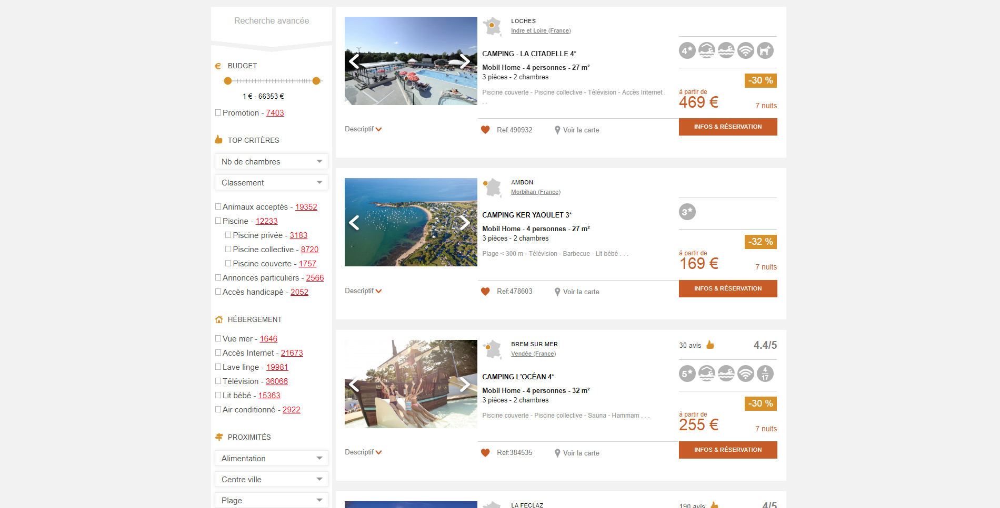 Recherche avancée
BUDGET
1 € - 66353 €
Promotion - 7403
TOP CRITÈRES
Nb de chambres
Classement
Animaux acceptés - 19352
Piscine - 12233
Piscine privée - 3183
Piscine collective - 8720
Piscine couverte - 1757
Annonces particuliers - 2566
Accès handicapé - 2052
HÉBERGEMENT
Vue mer - 1646
Accès Internet - 21673
Lave linge - 19981
Télévision - 36066
Lit bébé - 15363
Air conditionné - 2922
PROXIMITÉS
Alimentation
Centre ville
Plage
LOCHES
Indre et Loire (France)
CAMPING - LA CITADELLE 4*
Mobil Home - 4 personnes - 27 m²
3 pièces - 2 chambres
Piscine couverte - Piscine collective - Télévision - Accès Internet .
. .
4*
-30 %
à partir de
469 €
7 nuits
Descriptif
Ref:490932
Voir la carte
INFOS & RÉSERVATION
AMBON
Morbihan (France)
CAMPING KER YAOULET 3*
Mobil Home - 4 personnes - 27 m²
3 pièces - 2 chambres
Plage < 300 m - Télévision - Barbecue - Lit bébé . . .
3*
-32 %
à partir de
169 €
7 nuits
Descriptif
Ref:478603
Voir la carte
INFOS & RÉSERVATION
BREM SUR MER
Vendée (France)
CAMPING L'OCÉAN 4*
Mobil Home - 4 personnes - 32 m²
3 pièces - 2 chambres
Piscine couverte - Piscine collective - Sauna - Hammam . . .
30 avis
4.4/5
5*
4
17
-30 %
à partir de
255 €
7 nuits
Descriptif
Ref:384535
Voir la carte
INFOS & RÉSERVATION
LA FECLAZ
190 avis
4/5